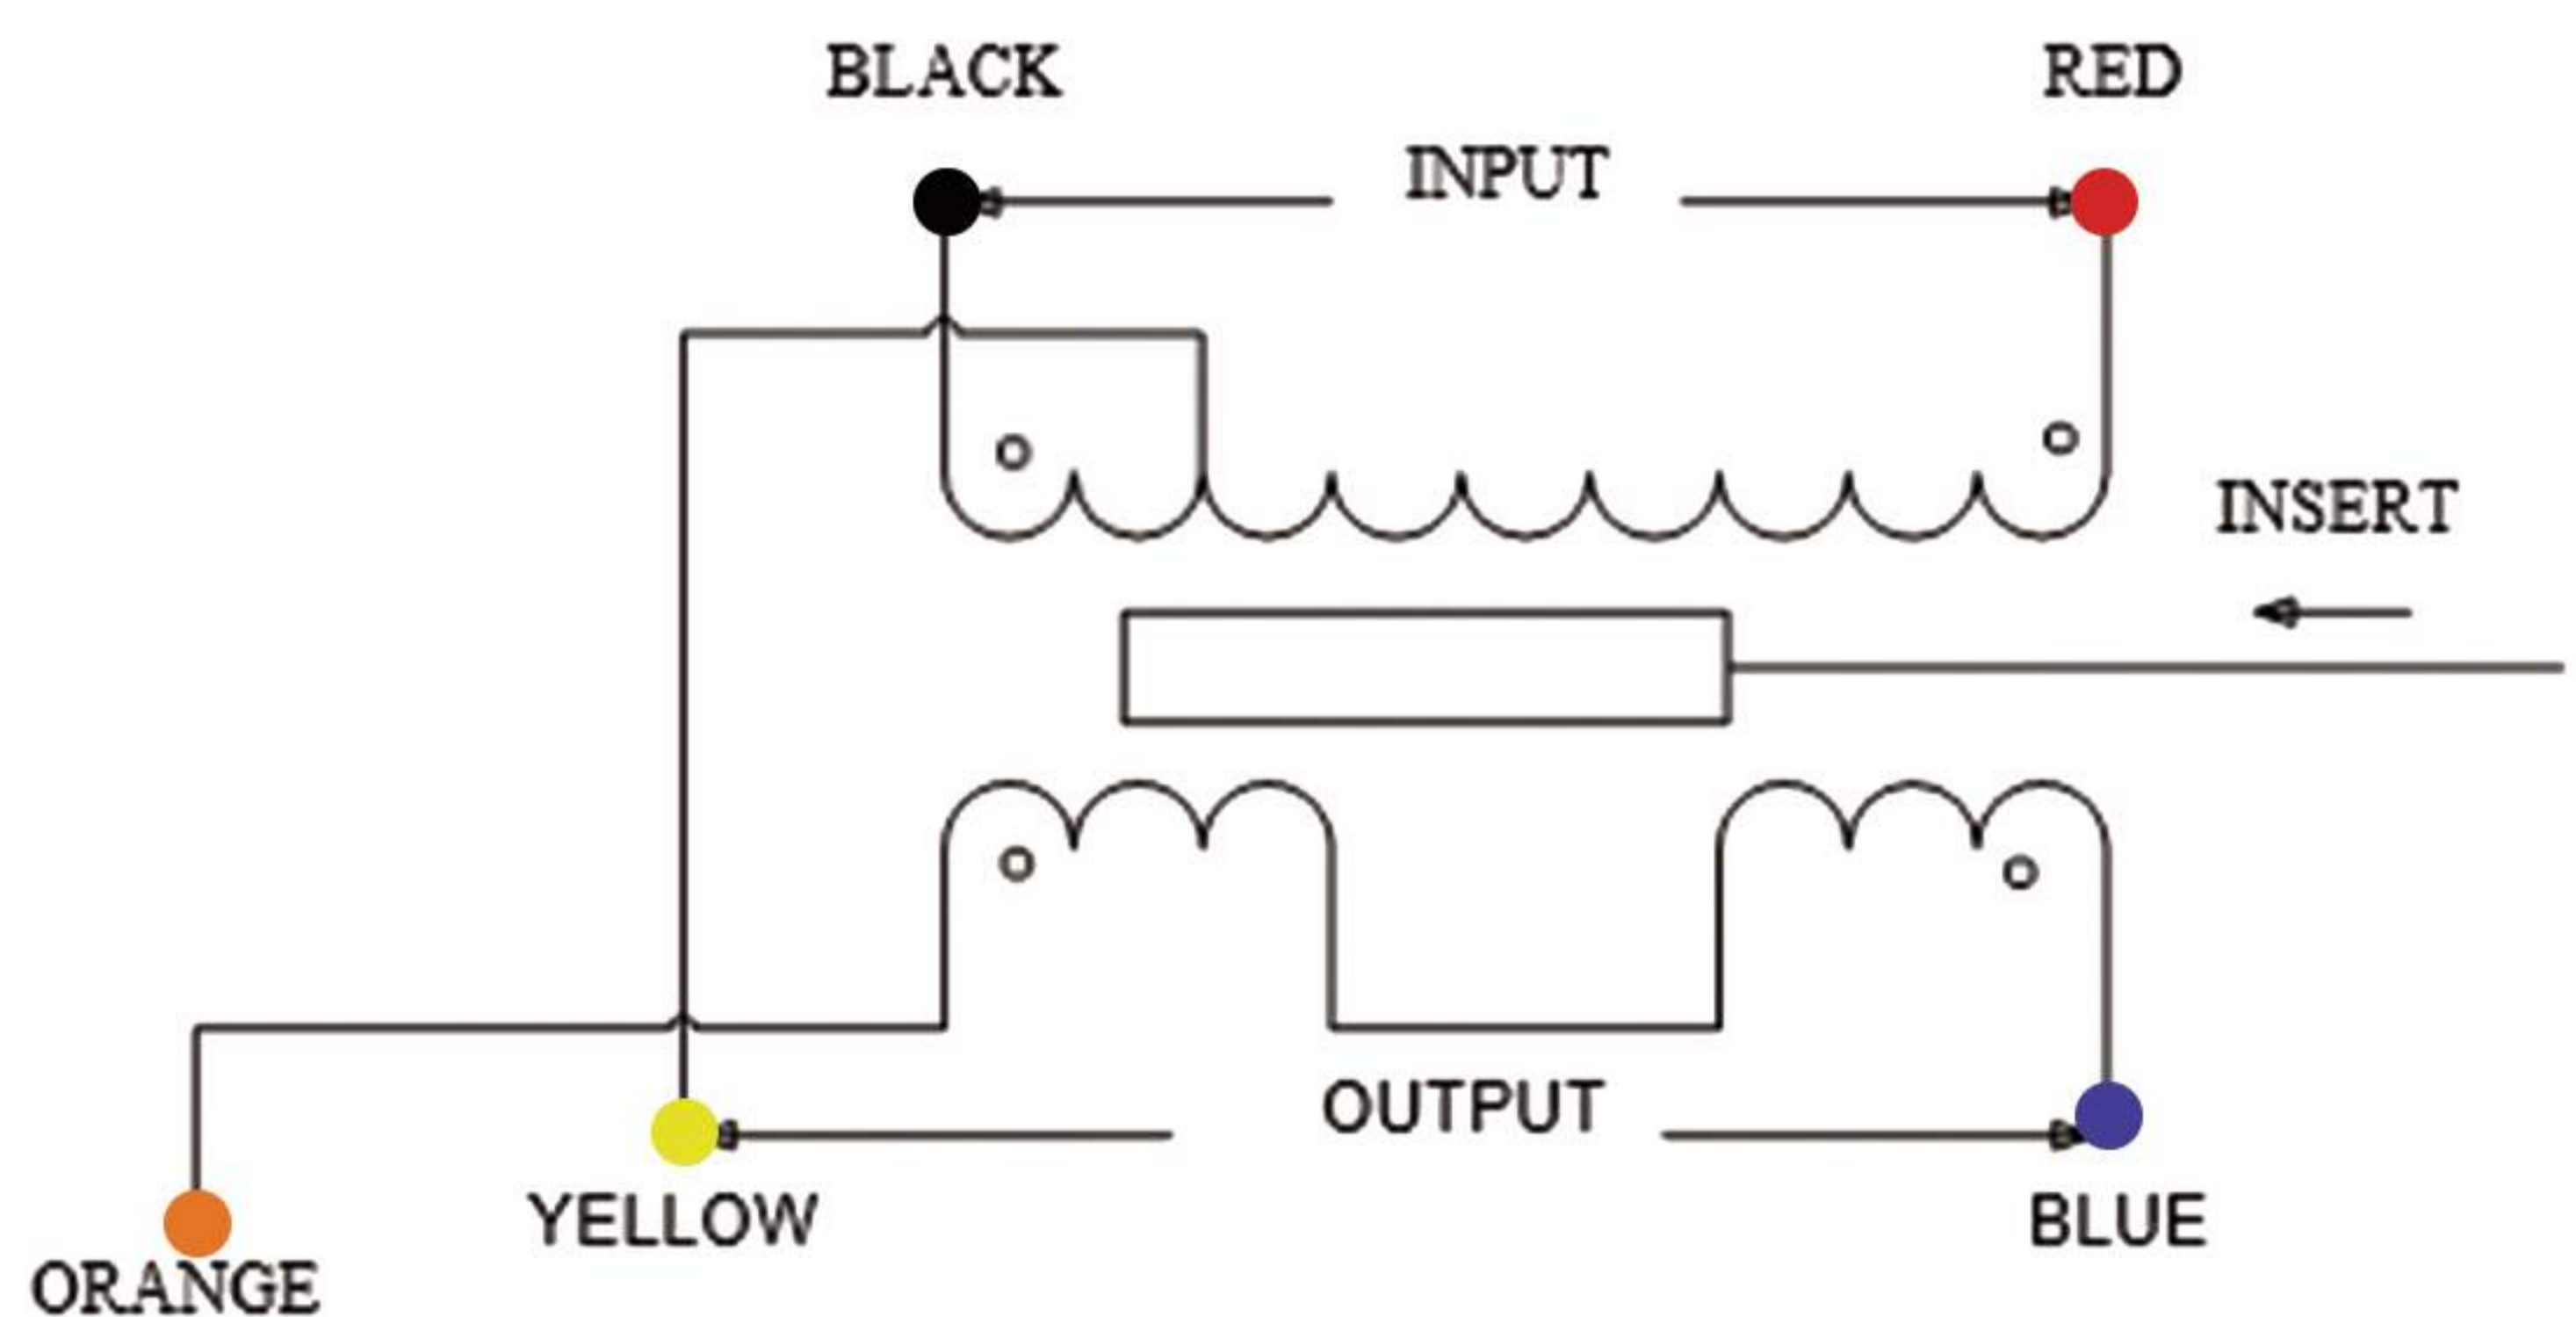 BLACK
RED
INPUT
INSERT
OUTPUT
YELLOW
BLUE
ORANGE